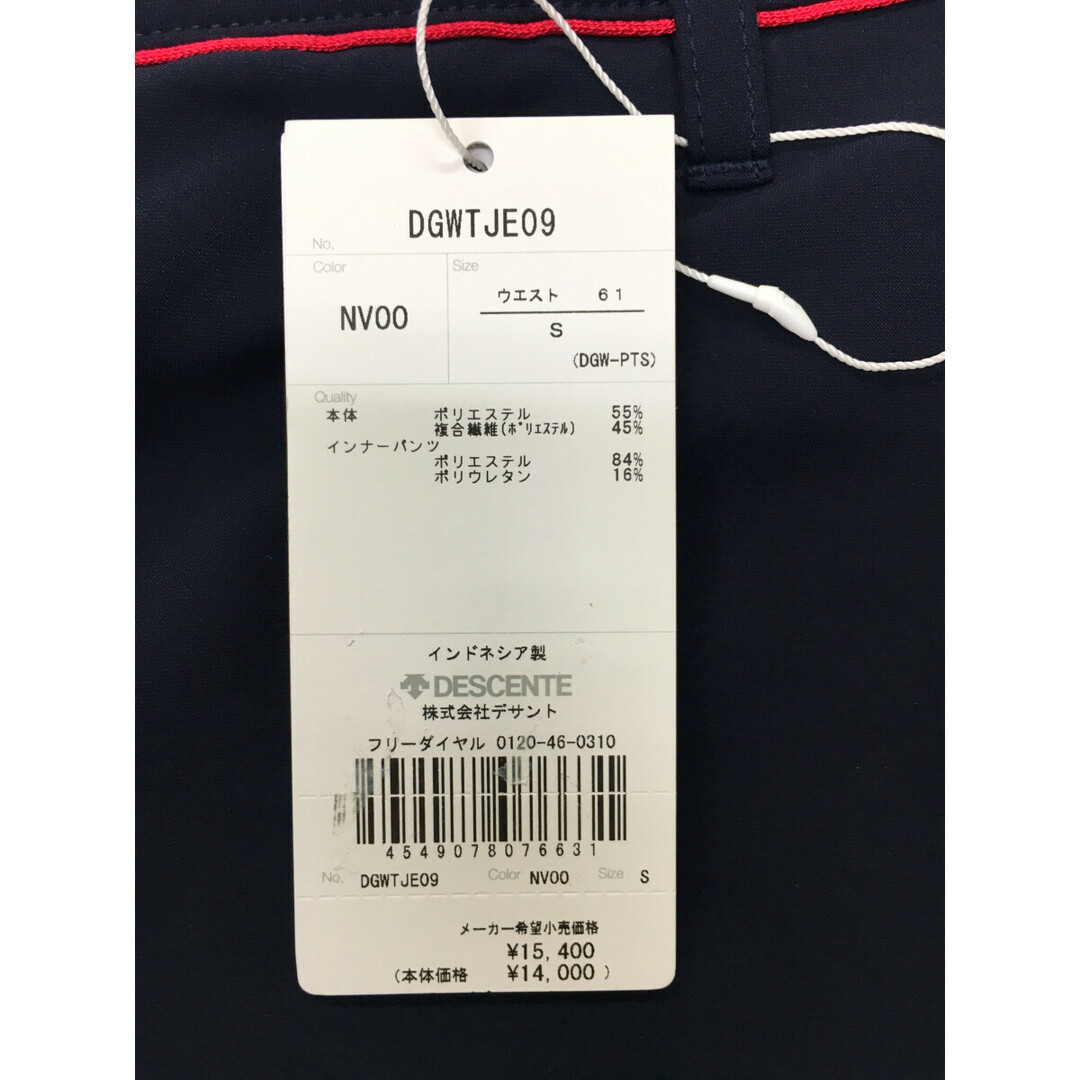 No. DGWTJE09
Color Size
NV00
ウエスト 61
S
(DGW-PTS)
Quality
本体 ポリエステル 55%
複合繊維(ﾎﾟﾘｴｽﾃﾙ) 45%
インナーパンツ
ポリエステル 84%
ポリウレタン 16%
インドネシア製
DESCENTE
株式会社デサント
フリーダイヤル 0120-46-0310
4549078076631
No. DGWTJE09 Color NV00 Size S
メーカー希望小売価格
¥15,400
(本体価格 ¥14,000 )